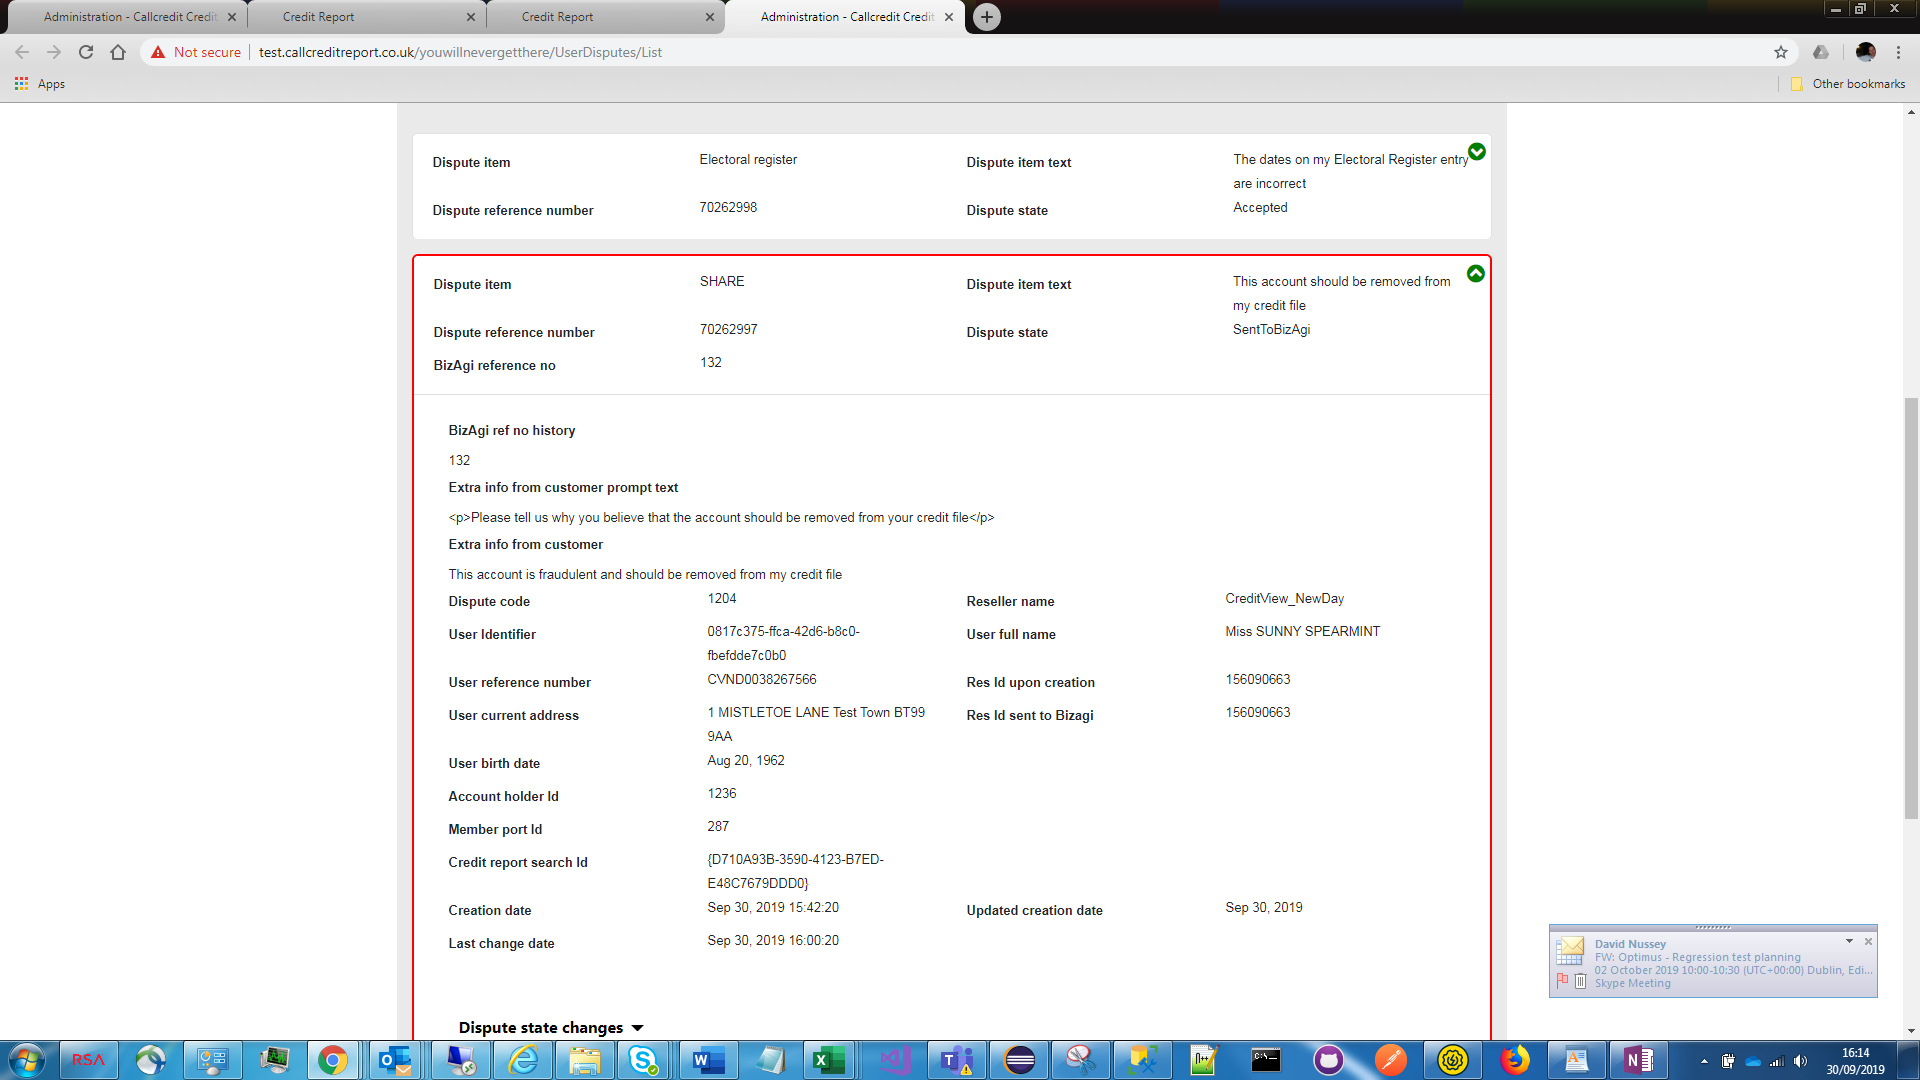 Administration - Callcredit Credit
Credit Report
Credit Report
Administration - Callcredit Credit
Not secure
test.callcreditreport.co.uk/youwillnevergetthere/UserDisputes/List
Apps
Other bookmarks
Dispute item Electoral register Dispute item text The dates on my Electoral Register entry
are incorrect
Dispute reference number 70262998 Dispute state Accepted
Dispute item SHARE Dispute item text This account should be removed from
my credit file
Dispute reference number 70262997 Dispute state SentToBizAgi
BizAgi reference no 132
BizAgi ref no history
132
Extra info from customer prompt text
<p>Please tell us why you believe that the account should be removed from your credit file</p>
Extra info from customer
This account is fraudulent and should be removed from my credit file
Dispute code 1204 Reseller name CreditView_NewDay
User Identifier 0817c375-ffca-42d6-b8c0- User full name Miss SUNNY SPEARMINT
fbefdde7c0b0
User reference number CVND0038267566 Res Id upon creation 156090663
User current address 1 MISTLETOE LANE Test Town BT99 Res Id sent to Bizagi 156090663
9AA
User birth date Aug 20, 1962
Account holder Id 1236
Member port Id 287
Credit report search Id {D710A93B-3590-4123-B7ED-
E48C7679DDD0}
Creation date Sep 30, 2019 15:42:20 Updated creation date Sep 30, 2019
Last change date Sep 30, 2019 16:00:20
Dispute state changes
David Nussey
FW: Optimus - Regression test planning
02 October 2019 10:00-10:30 (UTC+00:00) Dublin, Edi...
Skype Meeting
RSA
16:14
30/09/2019